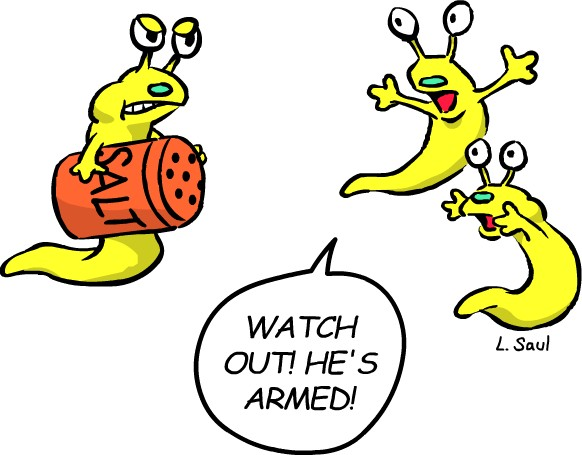 SALT
WATCH
OUT! HE'S
ARMED!
L. Saul